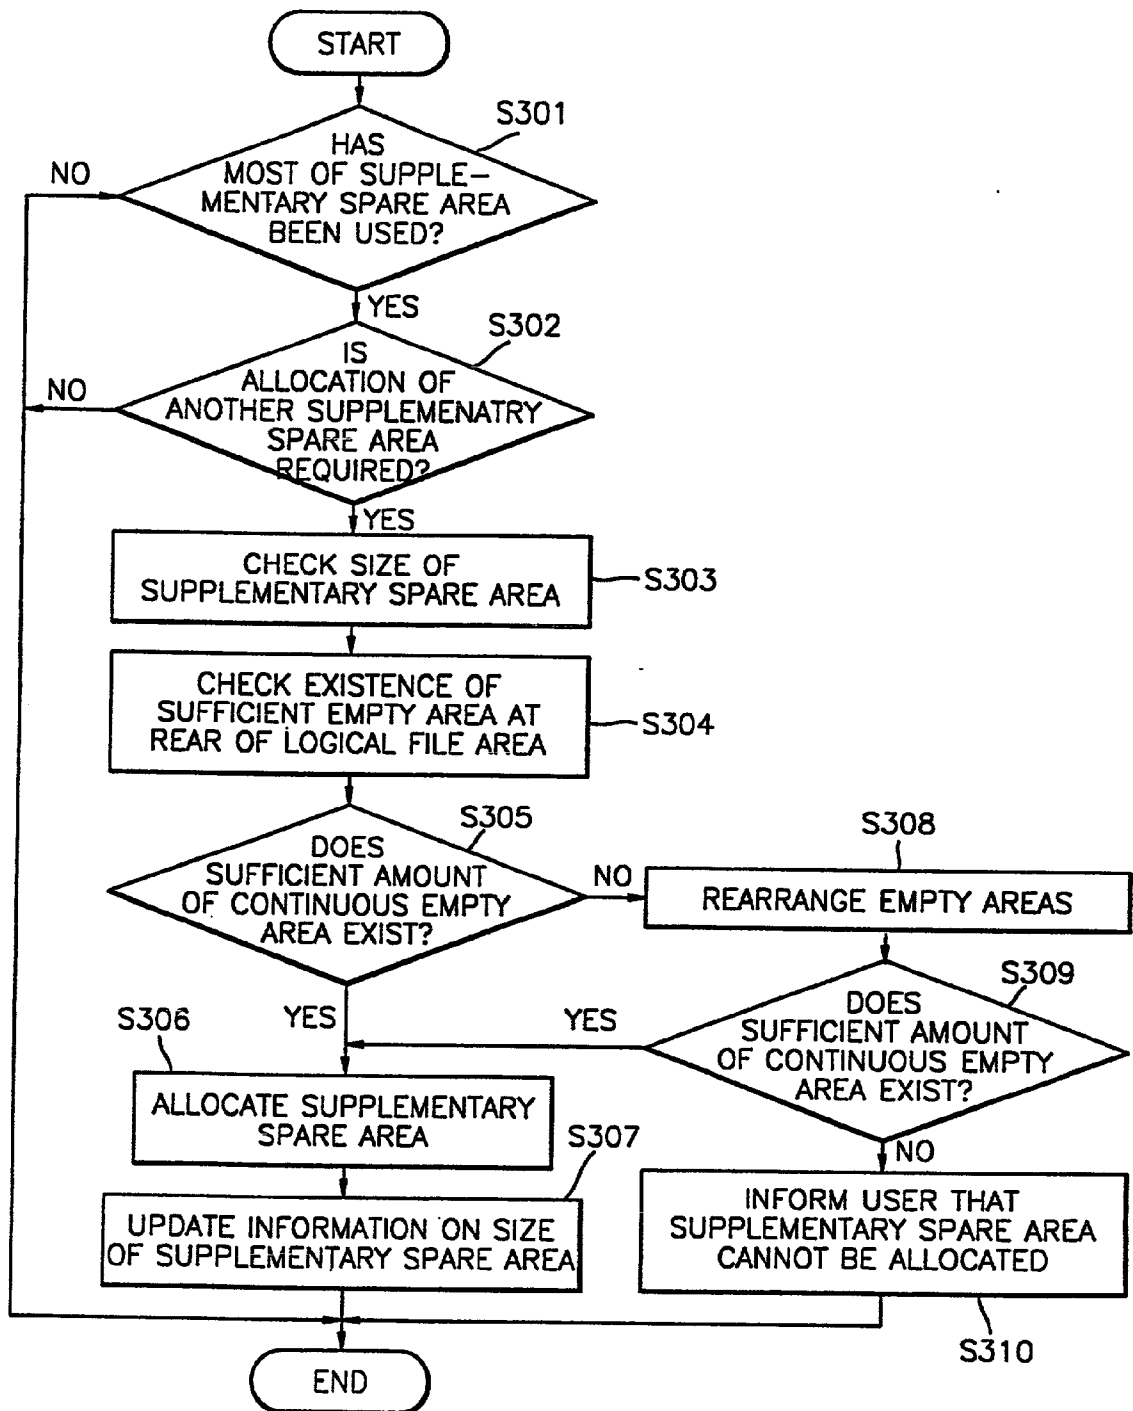 START
S301
HAS
MOST OF SUPPLE-
MENTARY SPARE AREA
BEEN USED?
NO
YES
S302
IS
ALLOCATION OF
ANOTHER SUPPLEMENATRY
SPARE AREA
REQUIRED?
NO
YES
CHECK SIZE OF
SUPPLEMENTARY SPARE AREA
S303
CHECK EXISTENCE OF
SUFFICIENT EMPTY AREA AT
REAR OF LOGICAL FILE AREA
S304
S305
DOES
SUFFICIENT AMOUNT
OF CONTINUOUS EMPTY
AREA EXIST?
NO
S308
REARRANGE EMPTY AREAS
YES
S309
DOES
SUFFICIENT AMOUNT
OF CONTINUOUS EMPTY
AREA EXIST?
YES
S306
ALLOCATE SUPPLEMENTARY
SPARE AREA
NO
S307
UPDATE INFORMATION ON SIZE
OF SUPPLEMENTARY SPARE AREA
INFORM USER THAT
SUPPLEMENTARY SPARE AREA
CANNOT BE ALLOCATED
S310
END